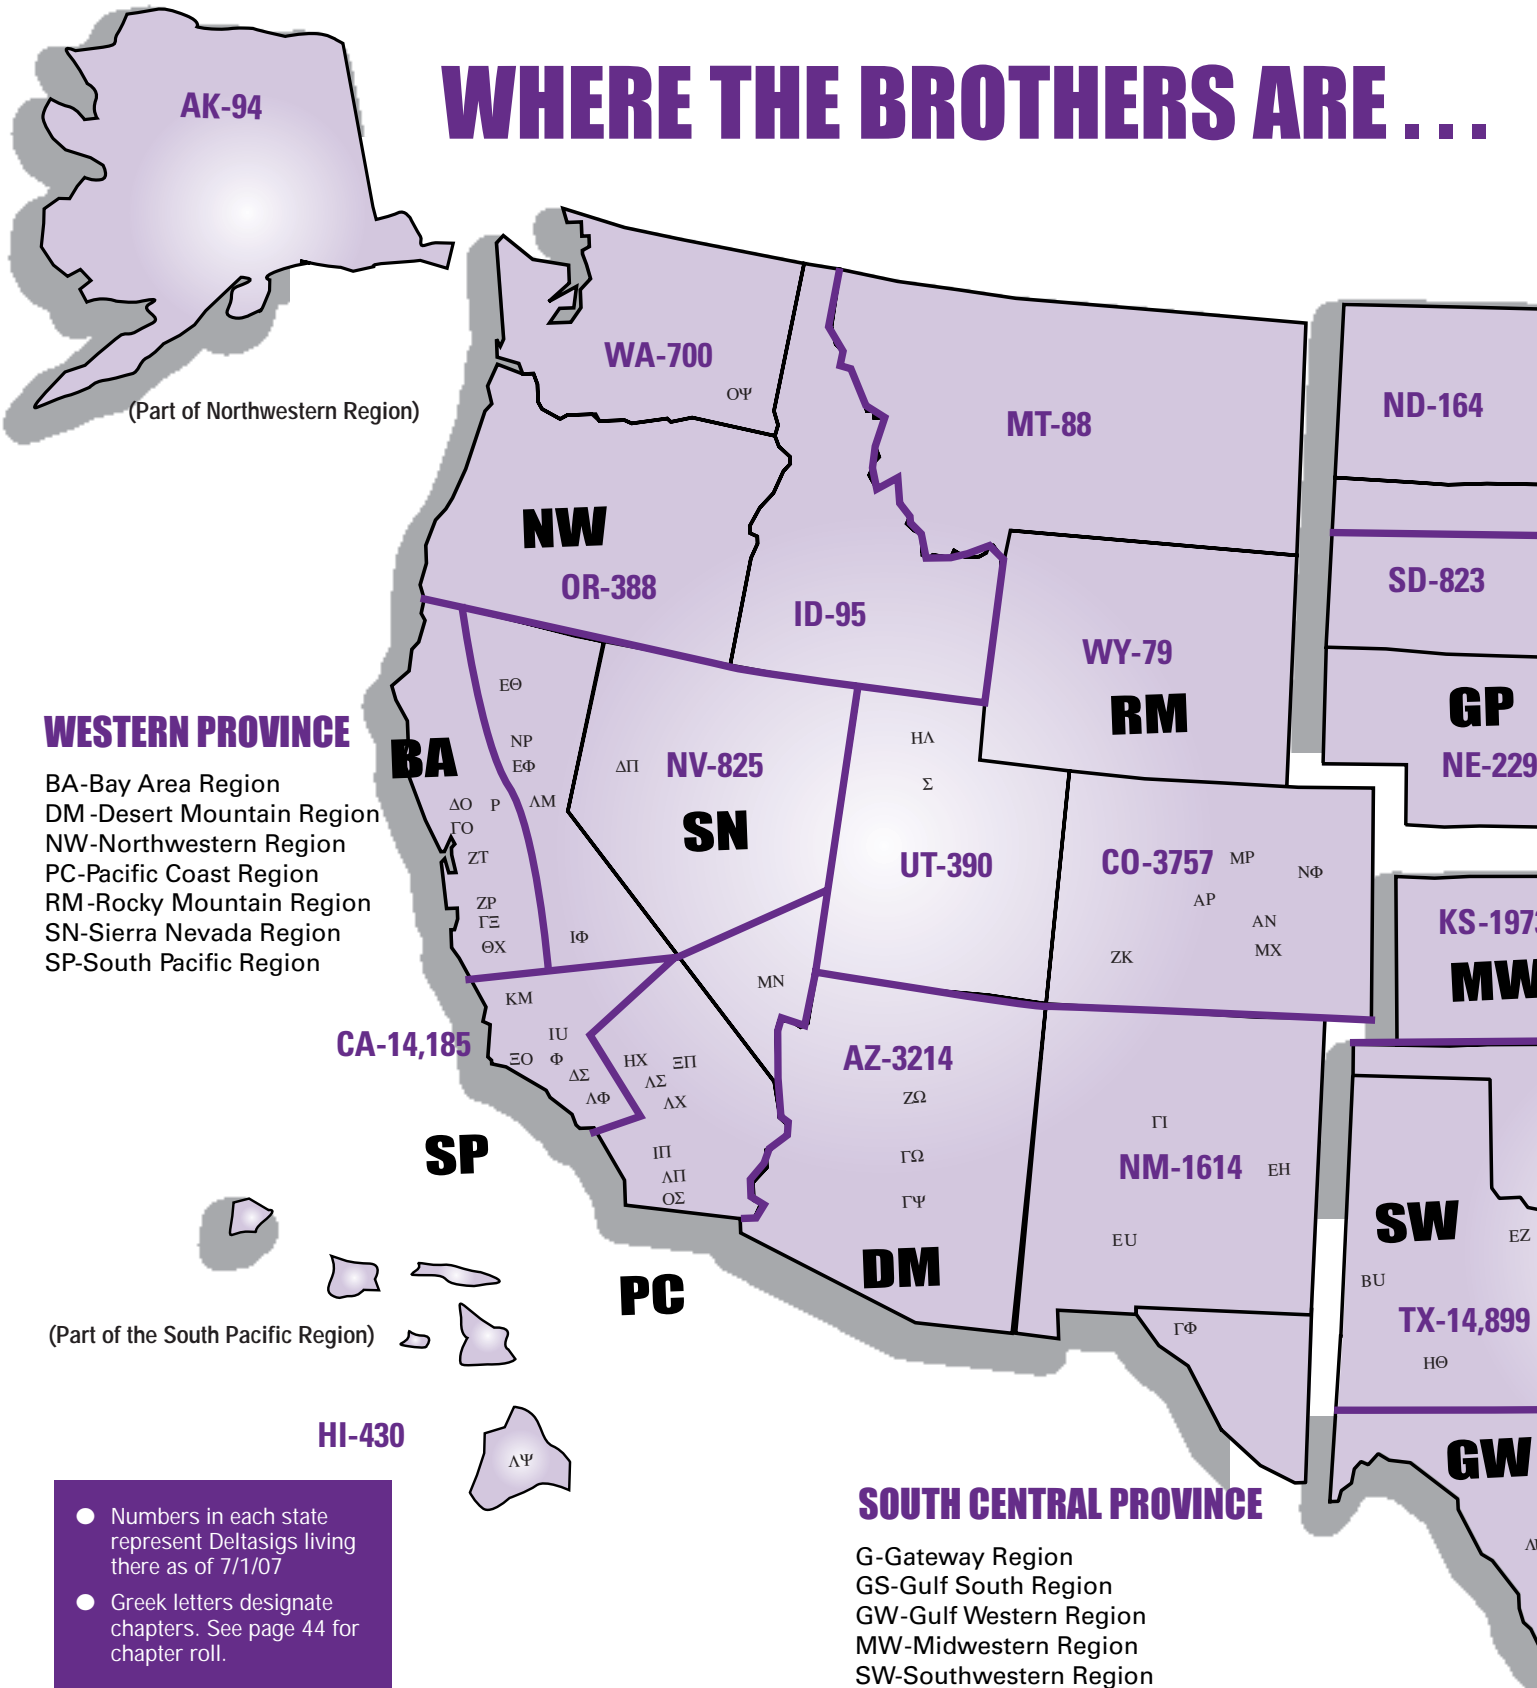 WHERE THE BROTHERS ARE . . .
AK-94
(Part of Northwestern Region)
WA-700
ΟΨ
MT-88
ND-164
NW
OR-388
ID-95
SD-823
WY-79
RM
GP
NE-229
WESTERN PROVINCE
BA-Bay Area Region
DM-Desert Mountain Region
NW-Northwestern Region
PC-Pacific Coast Region
RM-Rocky Mountain Region
SN-Sierra Nevada Region
SP-South Pacific Region
BA
ΕΘ
ΝΡ
ΕΦ
ΛΜ
ΔΟ
Ρ
ΓΟ
ΖΤ
ΖΡ
ΓΞ
ΘΧ
ΙΦ
ΔΠ
NV-825
SN
ΗΛ
Σ
UT-390
CO-3757
ΜΡ
ΝΦ
ΑΡ
ΑΝ
ΖΚ
ΜΧ
KS-1973
MW
CA-14,185
ΚΜ
ΙU
ΞΟ
Φ
ΔΣ
ΛΦ
ΗΧ
ΞΠ
ΛΣ
ΛΧ
ΙΠ
ΛΠ
ΟΣ
ΜΝ
SP
PC
AZ-3214
ΖΩ
ΓΩ
ΓΨ
DM
ΓΙ
NM-1614
ΕΗ
ΕU
ΓΦ
SW
ΕΖ
ΒU
TX-14,899
ΗΘ
GW
(Part of the South Pacific Region)
HI-430
ΛΨ
● Numbers in each state
represent Deltasigs living
there as of 7/1/07
● Greek letters designate
chapters. See page 44 for
chapter roll.
SOUTH CENTRAL PROVINCE
G-Gateway Region
GS-Gulf South Region
GW-Gulf Western Region
MW-Midwestern Region
SW-Southwestern Region